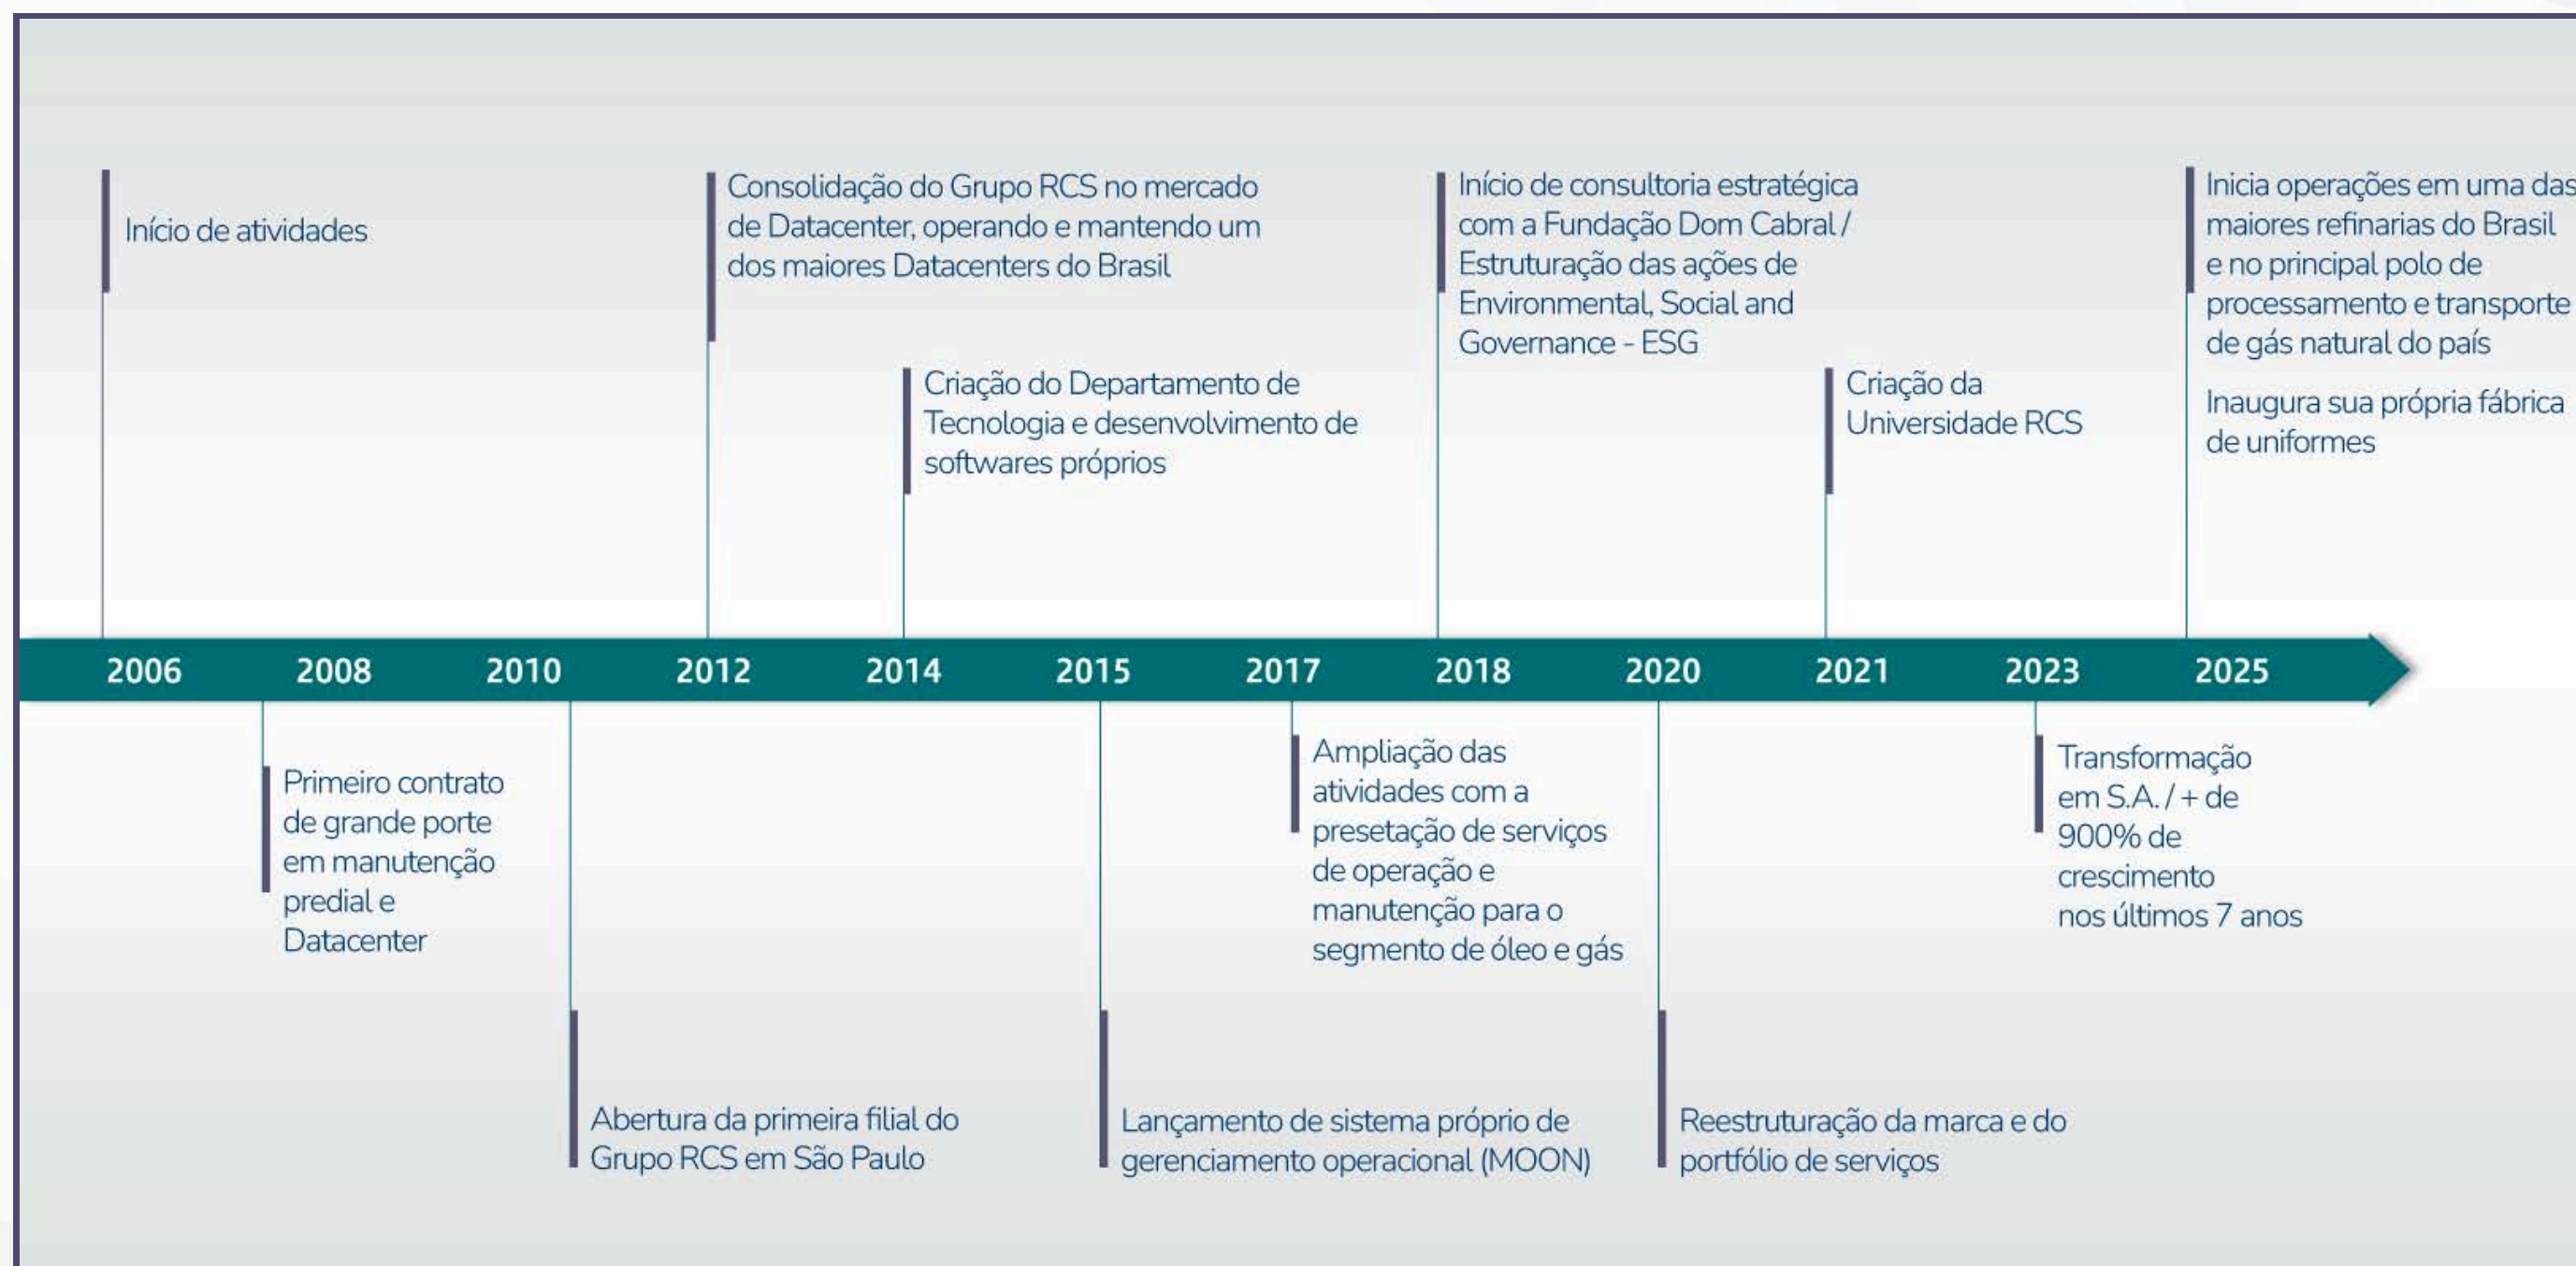 Início de atividades
Consolidação do Grupo RCS no mercado
de Datacenter, operando e mantendo um
dos maiores Datacenters do Brasil
Criação do Departamento de
Tecnologia e desenvolvimento de
softwares próprios
Início de consultoria estratégica
com a Fundação Dom Cabral /
Estruturação das ações de
Environmental, Social and
Governance - ESG
Criação da
Universidade RCS
Inicia operações em uma das
maiores refinarias do Brasil
e no principal polo de
processamento e transporte
de gás natural do país
Inaugura sua própria fábrica
de uniformes
2006 2008 2010 2012 2014 2015 2017 2018 2020 2021 2023 2025
Primeiro contrato
de grande porte
em manutenção
predial e
Datacenter
Abertura da primeira filial do
Grupo RCS em São Paulo
Lançamento de sistema próprio de
gerenciamento operacional (MOON)
Ampliação das
atividades com a
presetação de serviços
de operação e
manutenção para o
segmento de óleo e gás
Reestruturação da marca e do
portfólio de serviços
Transformação
em S.A. / + de
900% de
crescimento
nos últimos 7 anos